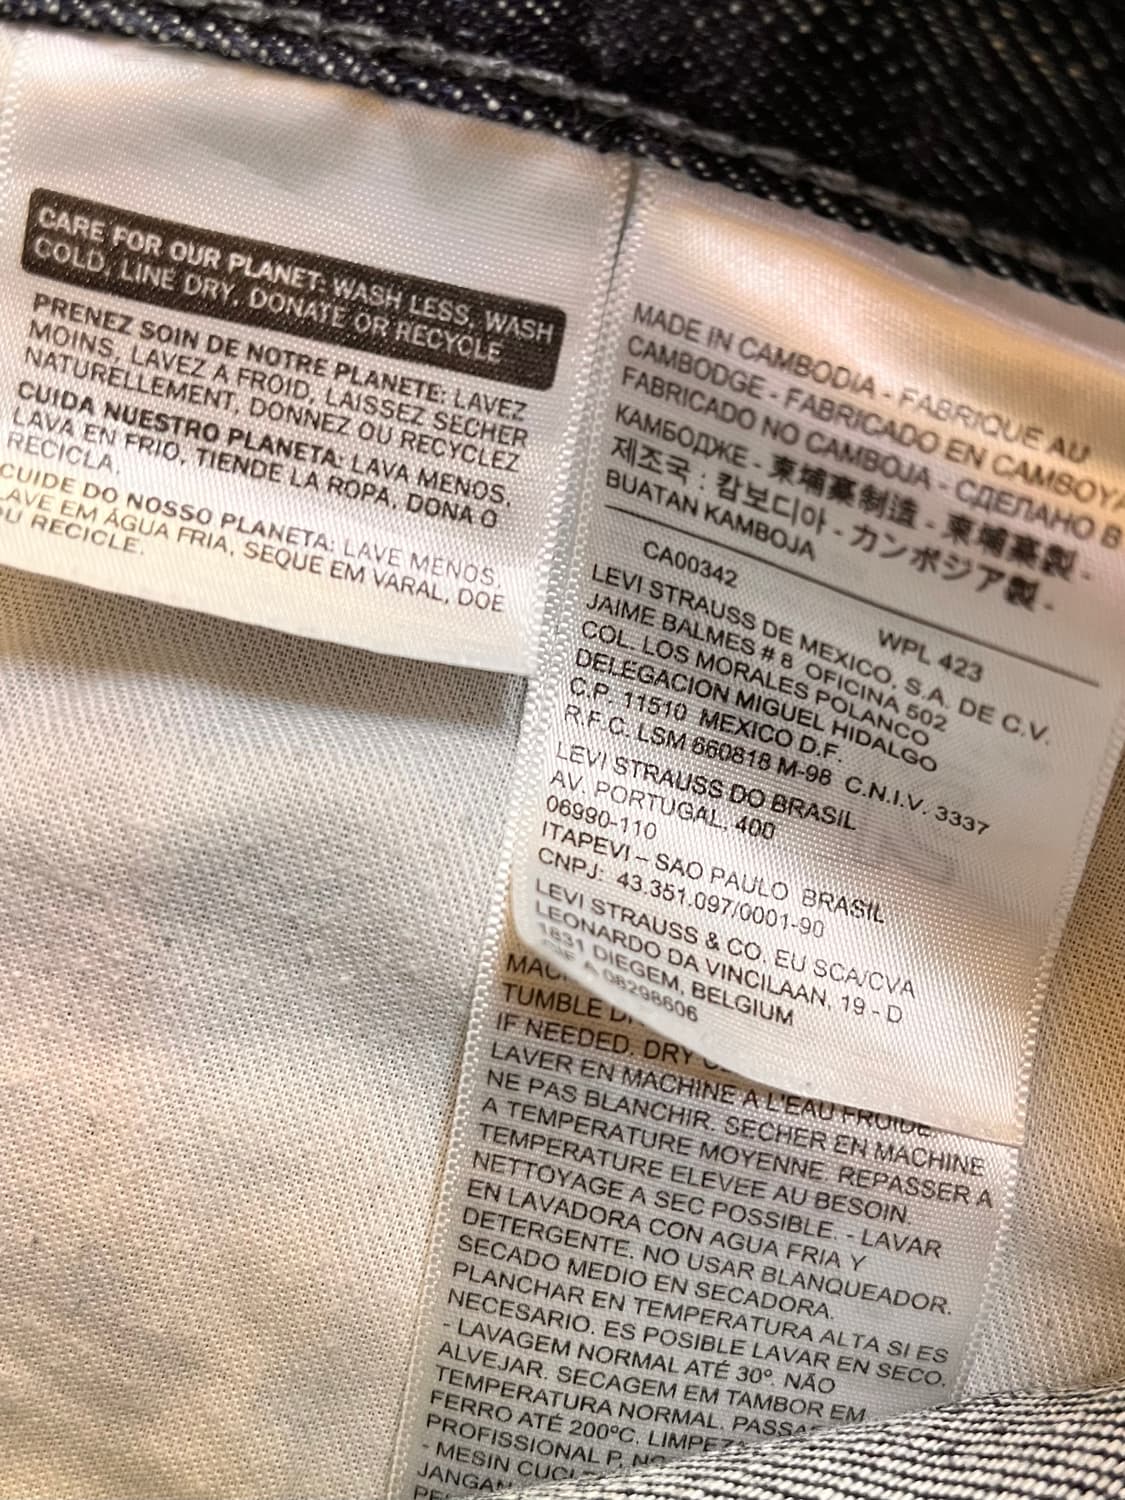 CARE FOR OUR PLANET: WASH LESS, WASH
COLD, LINE DRY, DONATE OR RECYCLE
PRENEZ SOIN DE NOTRE PLANETE: LAVEZ
MOINS, LAVEZ A FROID, LAISSEZ SECHER
NATURELLEMENT, DONNEZ OU RECYCLEZ
CUIDA NUESTRO PLANETA: LAVA MENOS,
LAVA EN FRIO, TIENDE LA ROPA, DONA O
RECICLA.
CUIDE DO NOSSO PLANETA: LAVE MENOS,
LAVE EM ÁGUA FRIA, SEQUE EM VARAL, DOE
OU RECICLE.
MADE IN CAMBODIA - FABRIQUE AU
CAMBODGE - FABRICADO EN CAMBOYA
FABRICADO NO CAMBOJA - СДЕЛАНО В
КАМБОДЖЕ - 東埔寨制造 - 東埔寨製 -
제조국 : 캄보디아 - カンボジア製 -
BUATAN KAMBOJA
CA00342 WPL 423
LEVI STRAUSS DE MEXICO, S.A. DE C.V.
JAIME BALMES # 8 OFICINA 502
COL. LOS MORALES POLANCO
DELEGACION MIGUEL HIDALGO
C.P. 11510 MEXICO D.F.
R.F.C. LSM 860818 M-98 C.N.I.V. 3337
LEVI STRAUSS DO BRASIL
AV. PORTUGAL, 400
06990-110
ITAPEVI – SAO PAULO BRASIL
CNPJ: 43.351.097/0001-90
LEVI STRAUSS & CO. EU SCA/CVA
LEONARDO DA VINCILAAN, 19 - D
1831 DIEGEM, BELGIUM
A 08298606
TUMBLE
IF NEEDED. DRY
LAVER EN MACHINE A L'EAU FROIDE.
NE PAS BLANCHIR. SECHER EN MACHINE
A TEMPERATURE MOYENNE. REPASSER A
TEMPERATURE ELEVEE AU BESOIN.
NETTOYAGE A SEC POSSIBLE. - LAVAR
EN LAVADORA CON AGUA FRIA Y
DETERGENTE. NO USAR BLANQUEADOR.
SECADO MEDIO EN SECADORA.
PLANCHAR EN TEMPERATURA ALTA SI ES
NECESARIO. ES POSIBLE LAVAR EN SECO.
- LAVAGEM NORMAL ATÉ 30º. NÃO
ALVEJAR. SECAGEM EM TAMBOR EM
TEMPERATURA NORMAL.
FERRO ATÉ 200ºC.
PROFISSIONAL P,
- MESIN
JANGAN